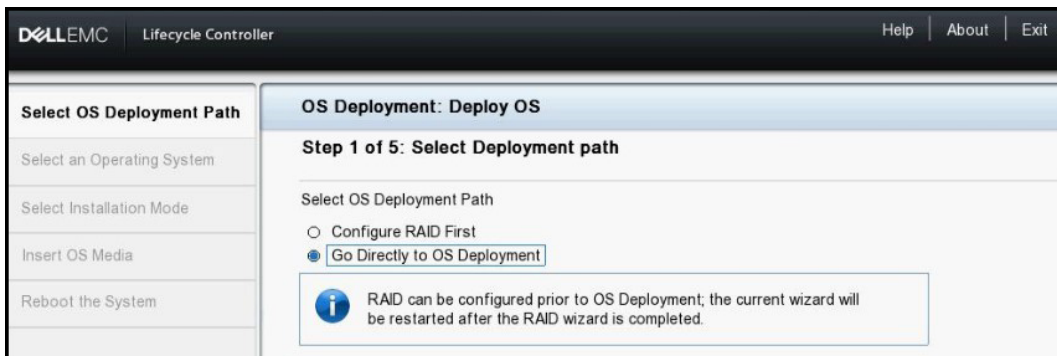 DELLEMC Lifecycle Controller Help About Exit
Select OS Deployment Path
Select an Operating System
Select Installation Mode
Insert OS Media
Reboot the System
OS Deployment: Deploy OS
Step 1 of 5: Select Deployment path
Select OS Deployment Path
Configure RAID First
Go Directly to OS Deployment
RAID can be configured prior to OS Deployment; the current wizard will
be restarted after the RAID wizard is completed.